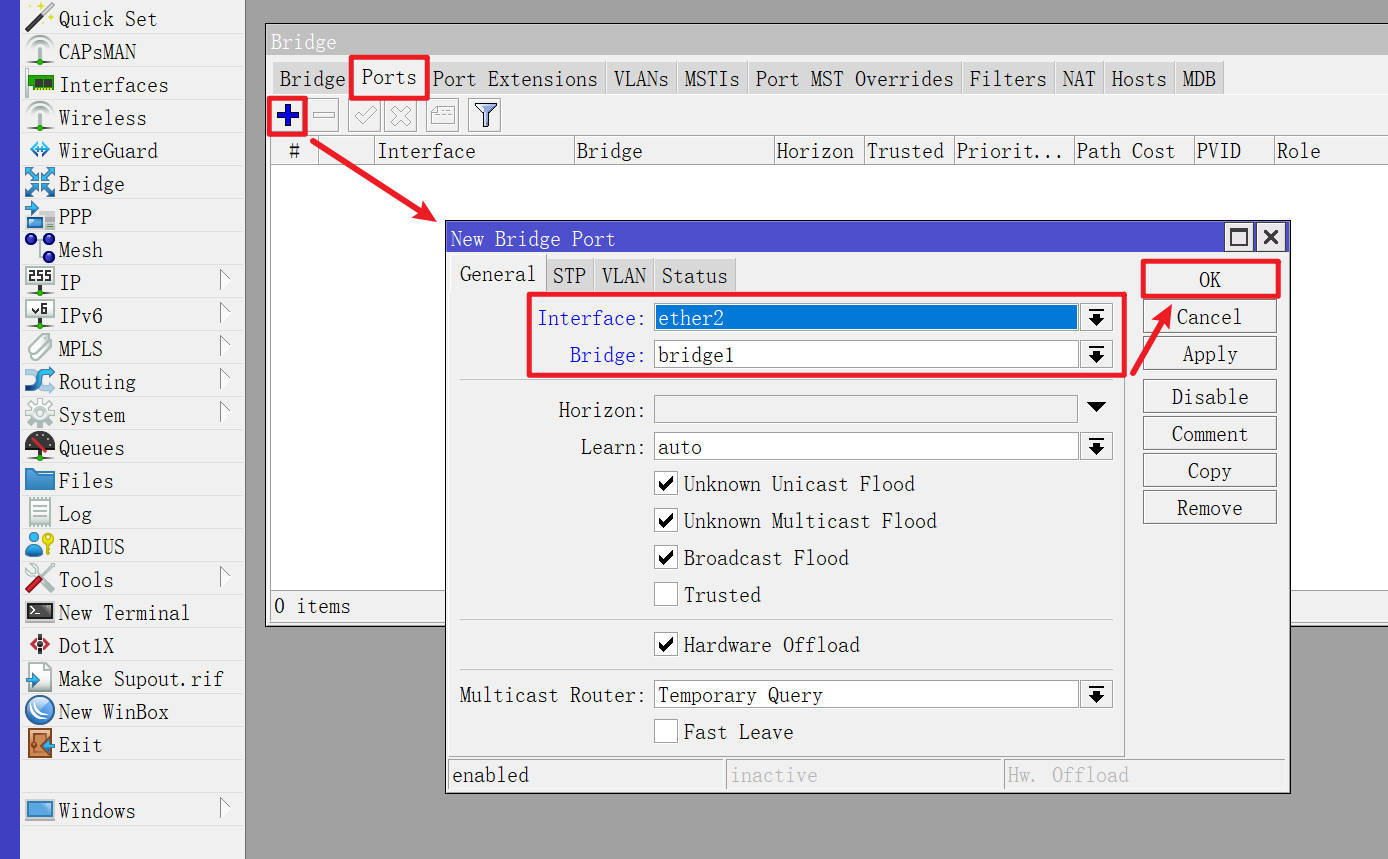 Quick Set
CAPsMAN
Interfaces
Wireless
WireGuard
Bridge
PPP
Mesh
255 IP
v6 IPv6
MPLS
Routing
System
Queues
Files
Log
RADIUS
Tools
New Terminal
Dot1X
Make Supout.rif
New WinBox
Exit
Windows
Bridge
Bridge Ports Port Extensions VLANs MSTIs Port MST Overrides Filters NAT Hosts MDB
# Interface Bridge Horizon Trusted Priorit... Path Cost PVID Role
0 items
New Bridge Port
General STP VLAN Status
Interface: ether2
Bridge: bridge1
Horizon:
Learn: auto
Unknown Unicast Flood
Unknown Multicast Flood
Broadcast Flood
Trusted
Hardware Offload
Multicast Router: Temporary Query
Fast Leave
enabled inactive Hw. Offload
OK
Cancel
Apply
Disable
Comment
Copy
Remove